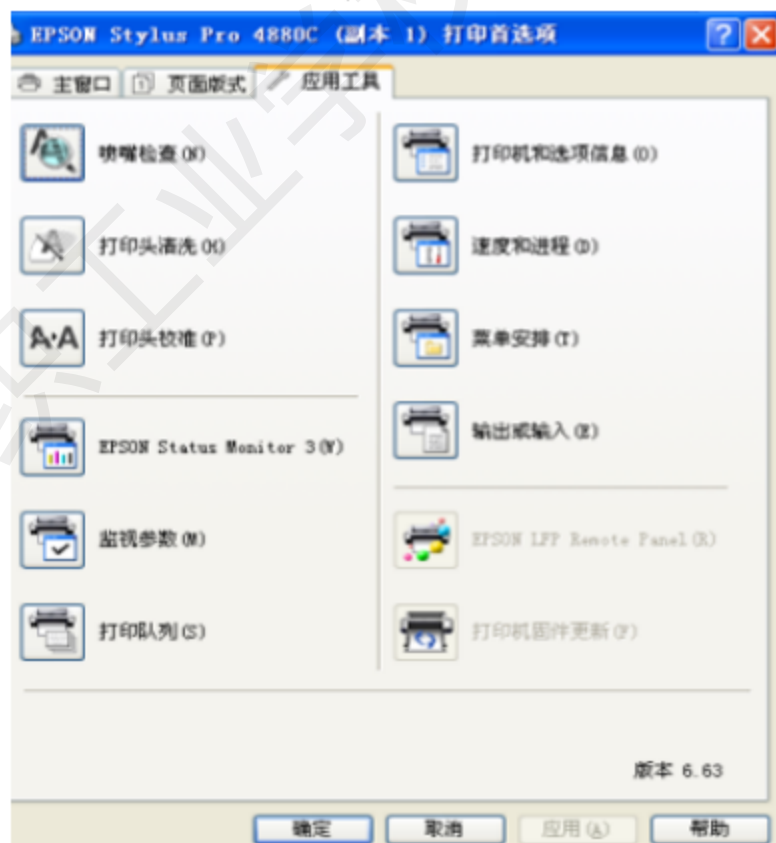 EPSON Stylus Pro 4880C (副本 1) 打印首选项
主窗口 页面版式 应用工具
喷嘴检查(N)
打印头清洗(H)
打印头校准(P)
EPSON Status Monitor 3(V)
监视参数(M)
打印队列(S)
打印机和选项信息(O)
速度和进程(D)
菜单安排(T)
输出或输入(E)
EPSON LFP Remote Panel(R)
打印机固件更新(F)
版本 6.63
确定 取消 应用(A) 帮助